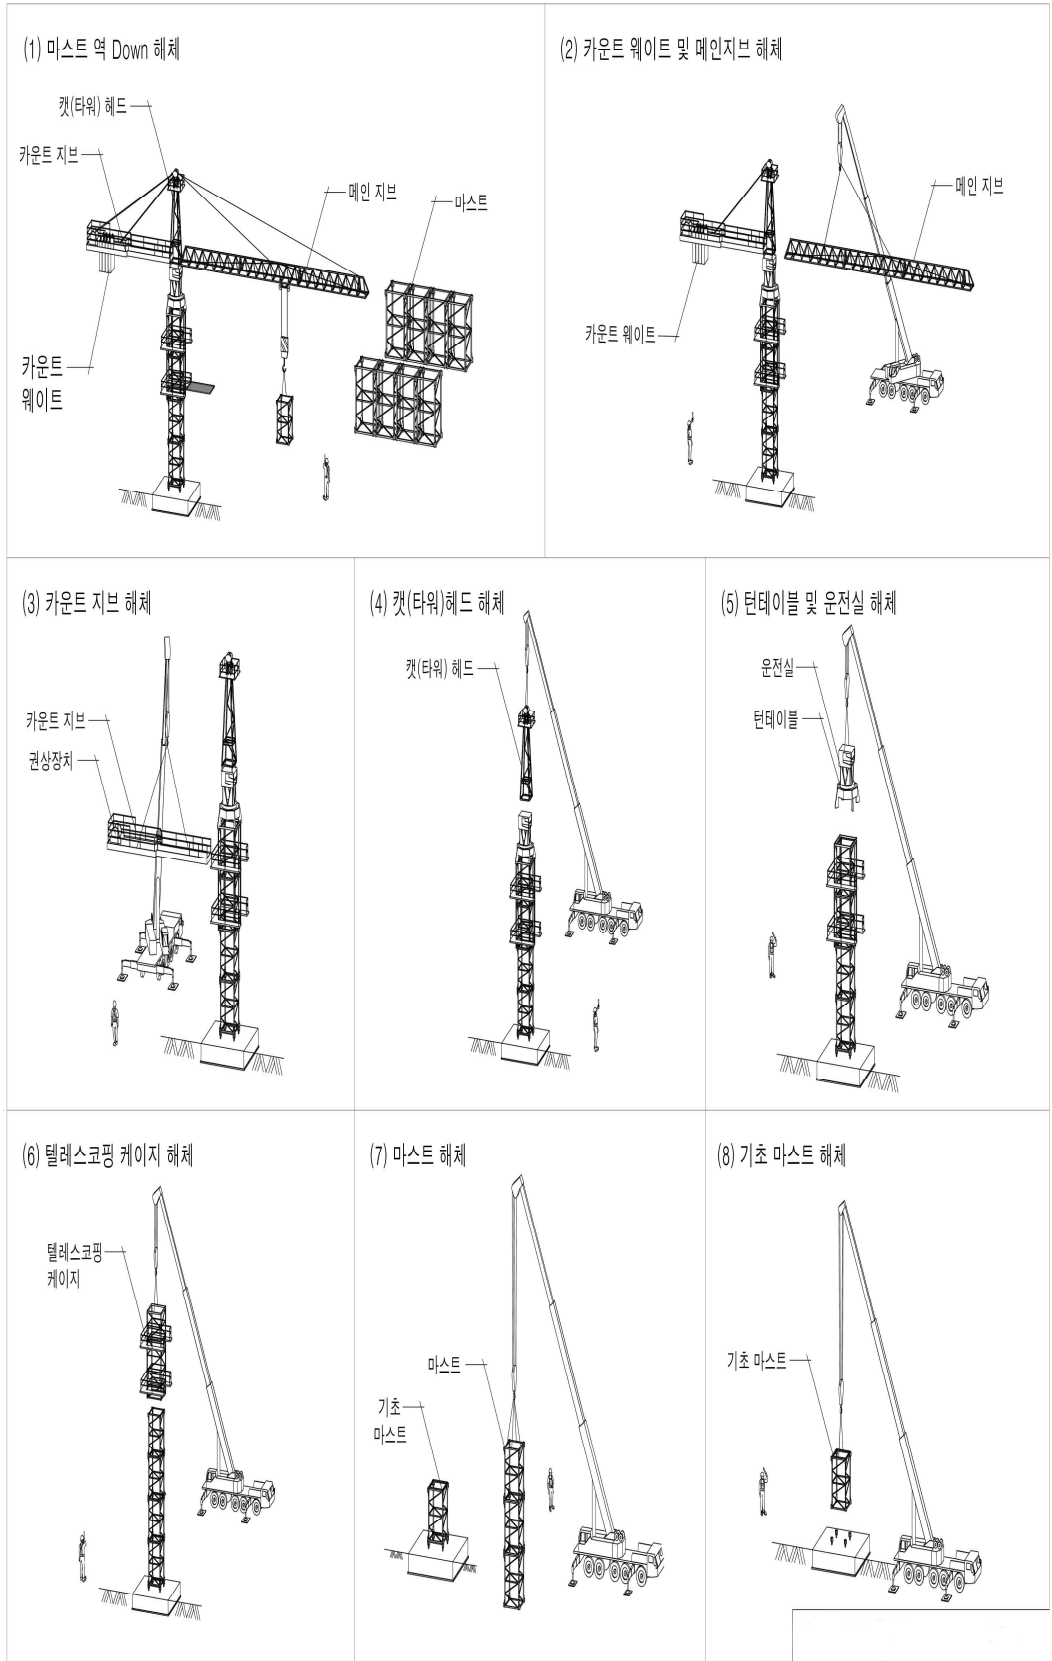 (1) 마스트 역 Down 해체
캣(타워) 헤드
카운트 지브
메인 지브
마스트
카운트
웨이트
(2) 카운트 웨이트 및 메인지브 해체
메인 지브
카운트 웨이트
(3) 카운트 지브 해체
카운트 지브
권상장치
(4) 캣(타워)헤드 해체
캣(타워) 헤드
(5) 턴테이블 및 운전실 해체
운전실
턴테이블
(6) 텔레스코핑 케이지 해체
텔레스코핑
케이지
(7) 마스트 해체
마스트
기초
마스트
(8) 기초 마스트 해체
기초 마스트